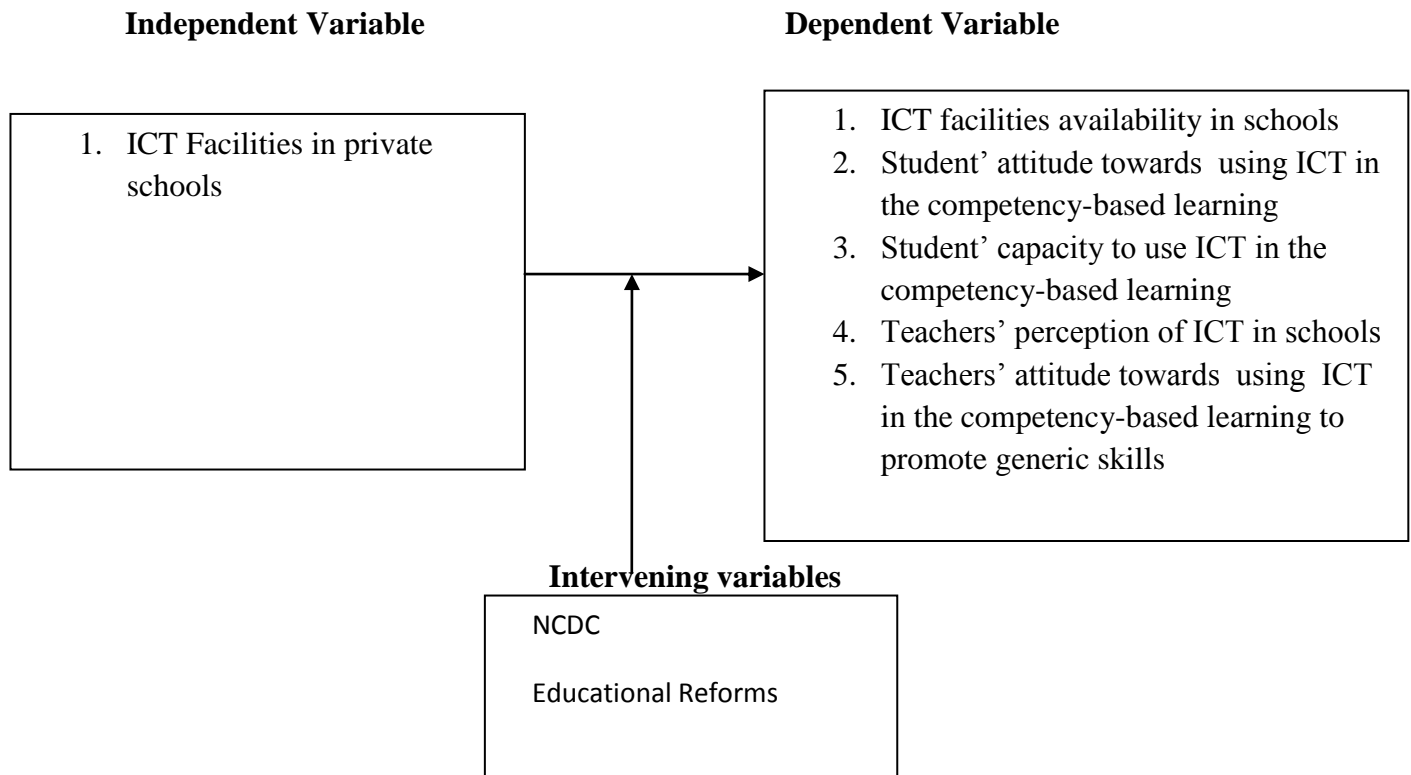 Independent Variable
Dependent Variable
1. ICT Facilities in private
schools
1. ICT facilities availability in schools
2. Student’ attitude towards  using ICT in
the competency-based learning
3. Student’ capacity to use ICT in the
competency-based learning
4. Teachers’ perception of ICT in schools
5. Teachers’ attitude towards  using  ICT
in the competency-based learning to
promote generic skills
Intervening variables
NCDC
Educational Reforms